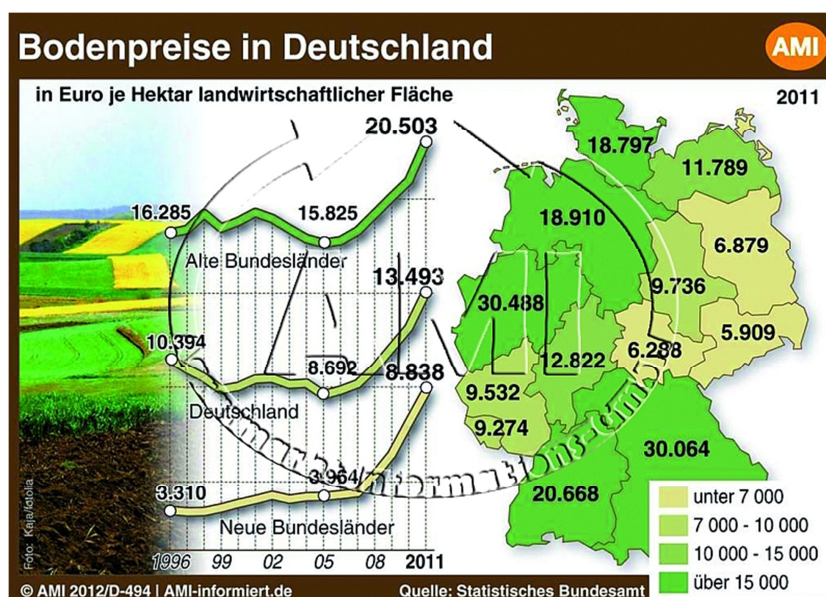 Bodenpreise in Deutschland
AMI
in Euro je Hektar landwirtschaftlicher Fläche
2011
20.503
16.285
15.825
Alte Bundesländer
13.493
10.394
8.692
Deutschland
8.838
3.310
3.964
Neue Bundesländer
1996 99 02 05 08 2011
18.797
11.789
18.910
6.879
9.736
30.488
5.909
6.288
12.822
9.532
9.274
30.064
20.668
unter 7 000
7 000 - 10 000
10 000 - 15 000
über 15 000
Foto: Kaja/fotolia
© AMI 2012/D-494 | AMI-informiert.de
Quelle: Statistisches Bundesamt